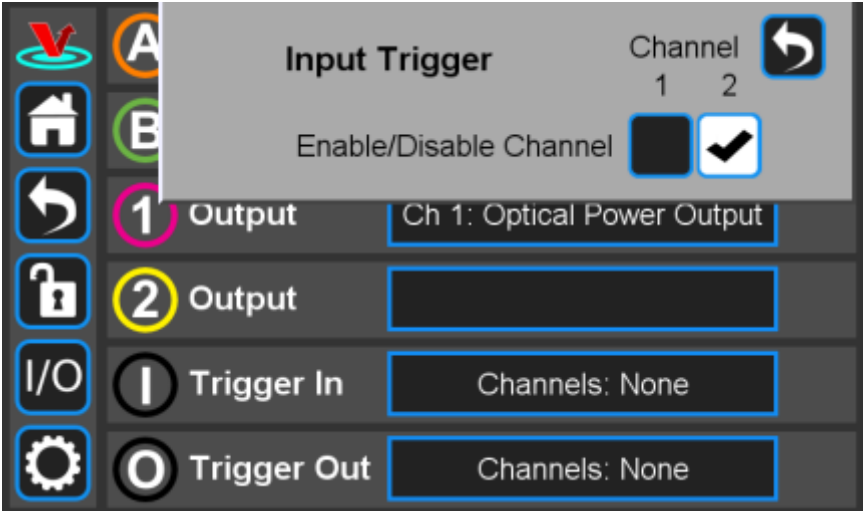 A
Input Trigger
Channel
1 2
B
Enable/Disable Channel
1 Output Ch 1: Optical Power Output
2 Output
I/O
I Trigger In Channels: None
O Trigger Out Channels: None